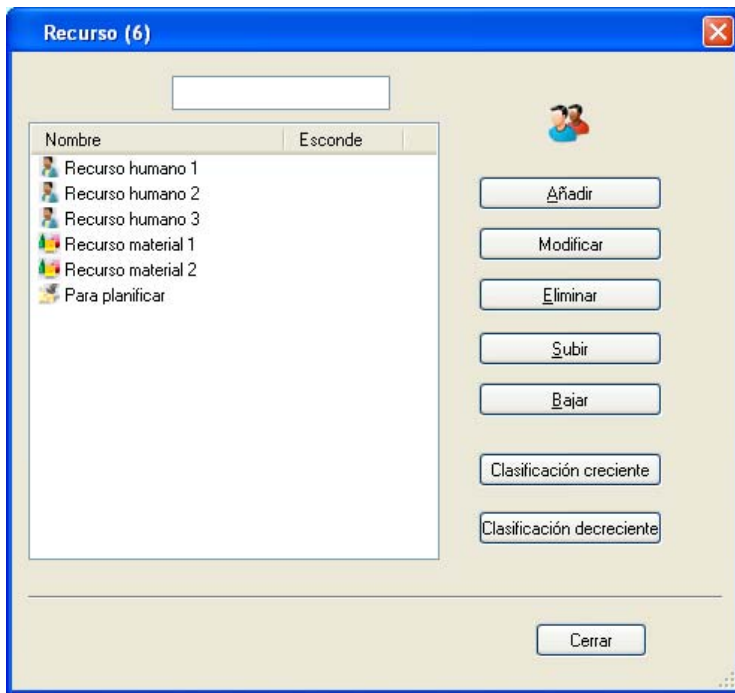 Recurso (6)
Nombre Esconde
Recurso humano 1
Recurso humano 2
Recurso humano 3
Recurso material 1
Recurso material 2
Para planificar
Añadir
Modificar
Eliminar
Subir
Bajar
Clasificación creciente
Clasificación decreciente
Cerrar